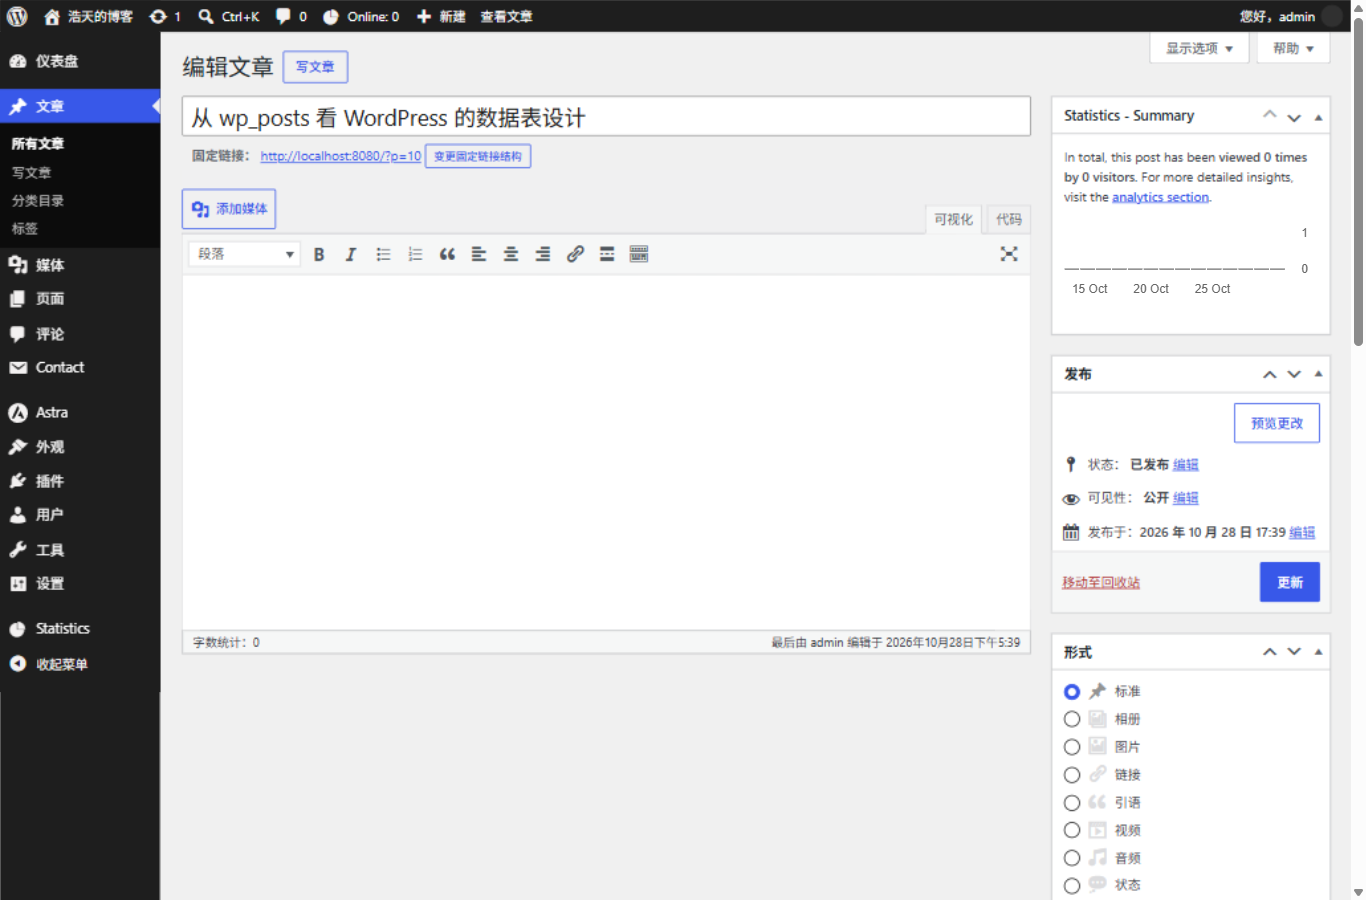 浩天的博客 1 Ctrl+K 0 Online: 0 新建 查看文章 您好，admin
仪表盘
文章
所有文章
写文章
分类目录
标签
媒体
页面
评论
Contact
Astra
外观
插件
用户
工具
设置
Statistics
收起菜单
显示选项 帮助
编辑文章 写文章
从 wp_posts 看 WordPress 的数据表设计
固定链接： http://localhost:8080/?p=10 变更固定链接结构
添加媒体
可视化 代码
段落
字数统计：0 最后由 admin 编辑于 2026年10月28日下午5:39
Statistics - Summary
In total, this post has been viewed 0 times
by 0 visitors. For more detailed insights,
visit the analytics section.
1
0
15 Oct 20 Oct 25 Oct
发布
预览更改
状态： 已发布 编辑
可见性： 公开 编辑
发布于：2026 年 10 月 28 日 17:39 编辑
移动至回收站 更新
形式
标准
相册
图片
链接
引语
视频
音频
状态